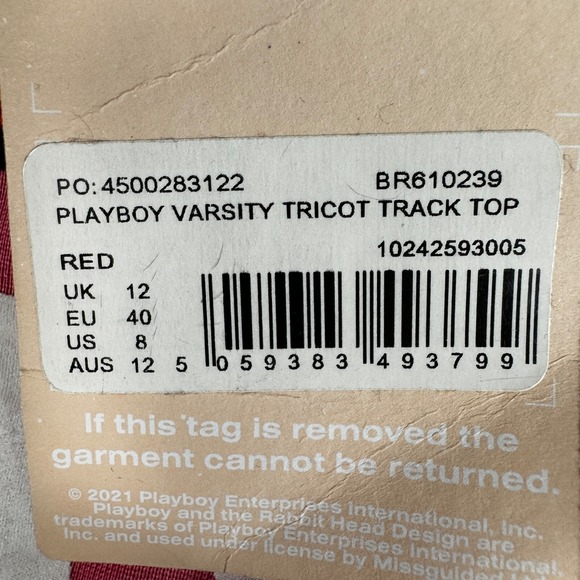 PO: 4500283122 BR610239
PLAYBOY VARSITY TRICOT TRACK TOP
RED 10242593005
UK 12
EU 40
US 8
AUS 12 5 059383 493799
If this tag is removed the
garment cannot be returned.
© 2021 Playboy Enterprises International, Inc.
Playboy and the Rabbit Head Design are
trademarks of Playboy Enterprises International,
Inc. and used under license by Missguid